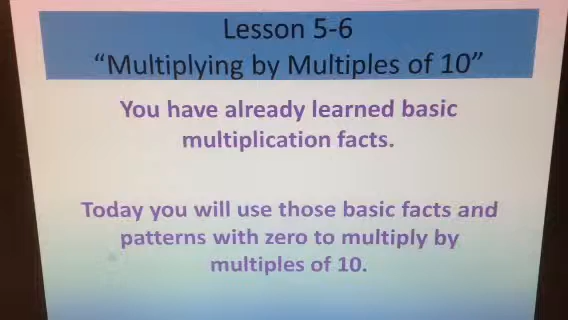 Lesson 5-6
“Multiplying by Multiples of 10”
You have already learned basic
multiplication facts.
Today you will use those basic facts and
patterns with zero to multiply by
multiples of 10.